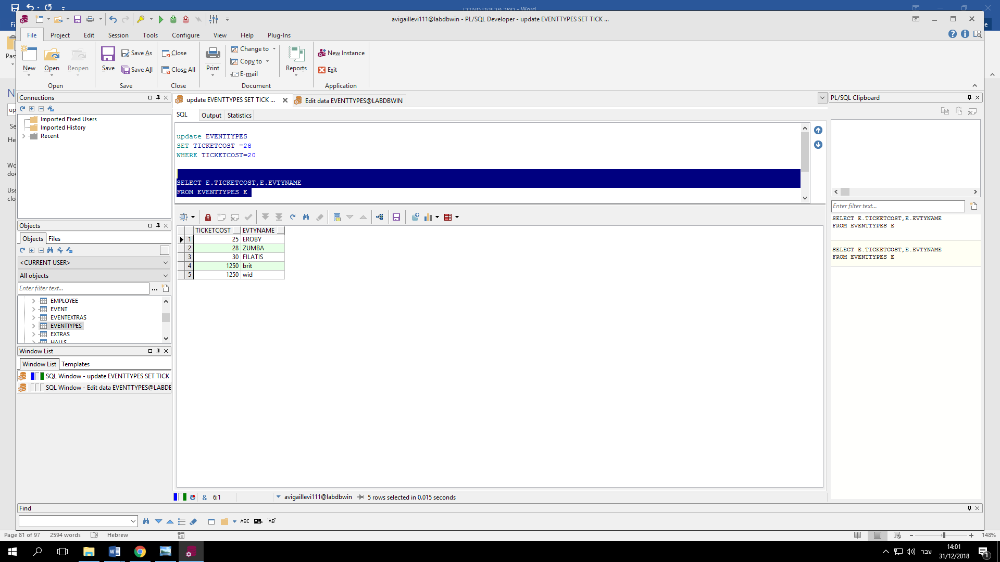 ספר פרויקט מעודכן - Word
avigaillevi111@labdbwin - PL/SQL Developer - update EVENTTYPES SET TICK ...
File Project Edit Session Tools Configure View Help Plug-Ins
New Open Reopen
Open
Save Save As Save All
Save
Close Close All
Close
Print Change to Copy to E-mail
Document
Reports
New Instance
Exit
Application
Connections
Imported Fixed Users
Imported History
Recent
Objects
Objects Files
<CURRENT USER>
All objects
Enter filter text...
EMPLOYEE
EVENT
EVENTEXTRAS
EVENTTYPES
EXTRAS
HALLS
Window List
Window List Templates
SQL Window - update EVENTTYPES SET TICK
SQL Window - Edit data EVENTTYPES@LABDB
update EVENTTYPES SET TICK ... Edit data EVENTTYPES@LABDBWIN
SQL Output Statistics
update EVENTTYPES
SET TICKETCOST =28
WHERE TICKETCOST=20
SELECT E.TICKETCOST,E.EVTYNAME
FROM EVENTTYPES E
TICKETCOST EVTYNAME
1 25 EROBY
2 28 ZUMBA
3 30 FILATIS
4 1250 brit
5 1250 wid
& 6:1 avigaillevi111@labdbwin 5 rows selected in 0.015 seconds
PL/SQL Clipboard
Enter filter text...
SELECT E.TICKETCOST,E.EVTYNAME
FROM EVENTTYPES E
SELECT E.TICKETCOST,E.EVTYNAME
FROM EVENTTYPES E
Find
ABC AB "AB"
Page 81 of 97 2594 words Hebrew 148%
עבר
14:01
31/12/2018
1